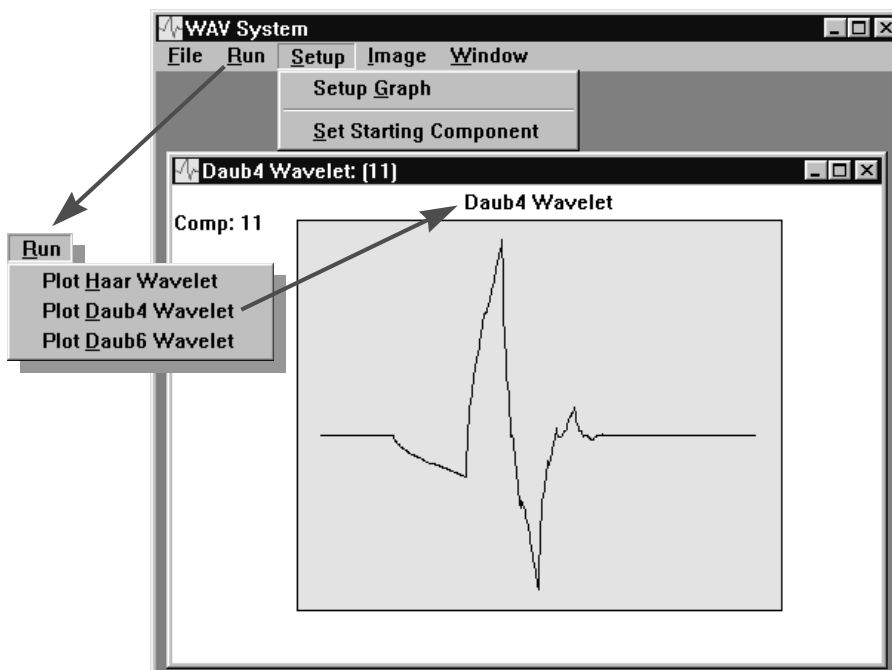 WAV System
File Run Setup Image Window
Setup Graph
Set Starting Component
Daub4 Wavelet: (11)
Daub4 Wavelet
Comp: 11
Run
Plot Haar Wavelet
Plot Daub4 Wavelet
Plot Daub6 Wavelet